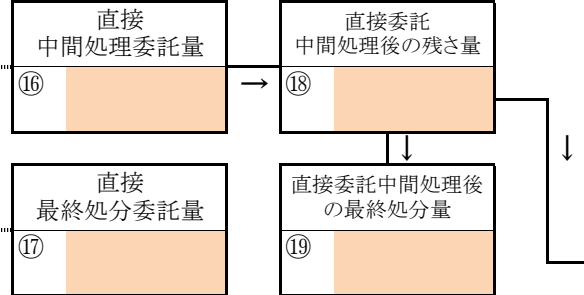 直接
中間処理委託量
⑯
→
直接委託
中間処理後の残さ量
⑱
↓
↓
直接
最終処分委託量
⑰
直接委託中間処理後
の最終処分量
⑲